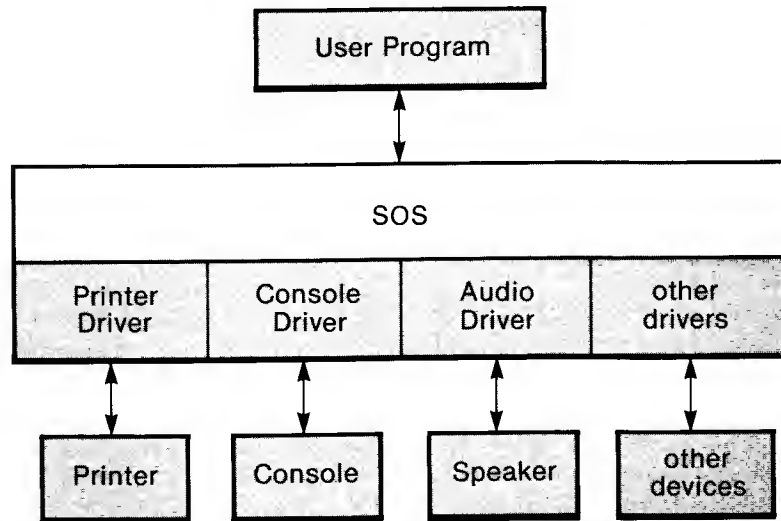 User Program
SOS
Printer
Driver
Console
Driver
Audio
Driver
other
drivers
Printer
Console
Speaker
other
devices